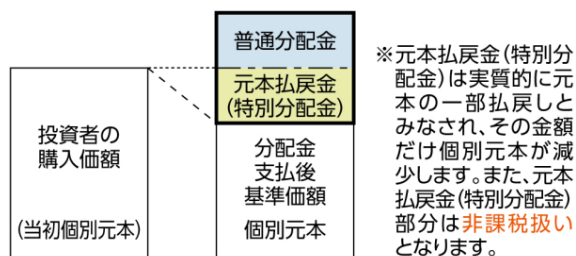 普通分配金
元本払戻金
(特別分配金)
投資者の
購入価額
(当初個別元本)
分配金
支払後
基準価額
個別元本
※元本払戻金(特別分
配金)は実質的に元
本の一部払戻しと
みなされ、その金額
だけ個別元本が減
少します。また、元本
払戻金(特別分配金)
部分は非課税扱い
となります。